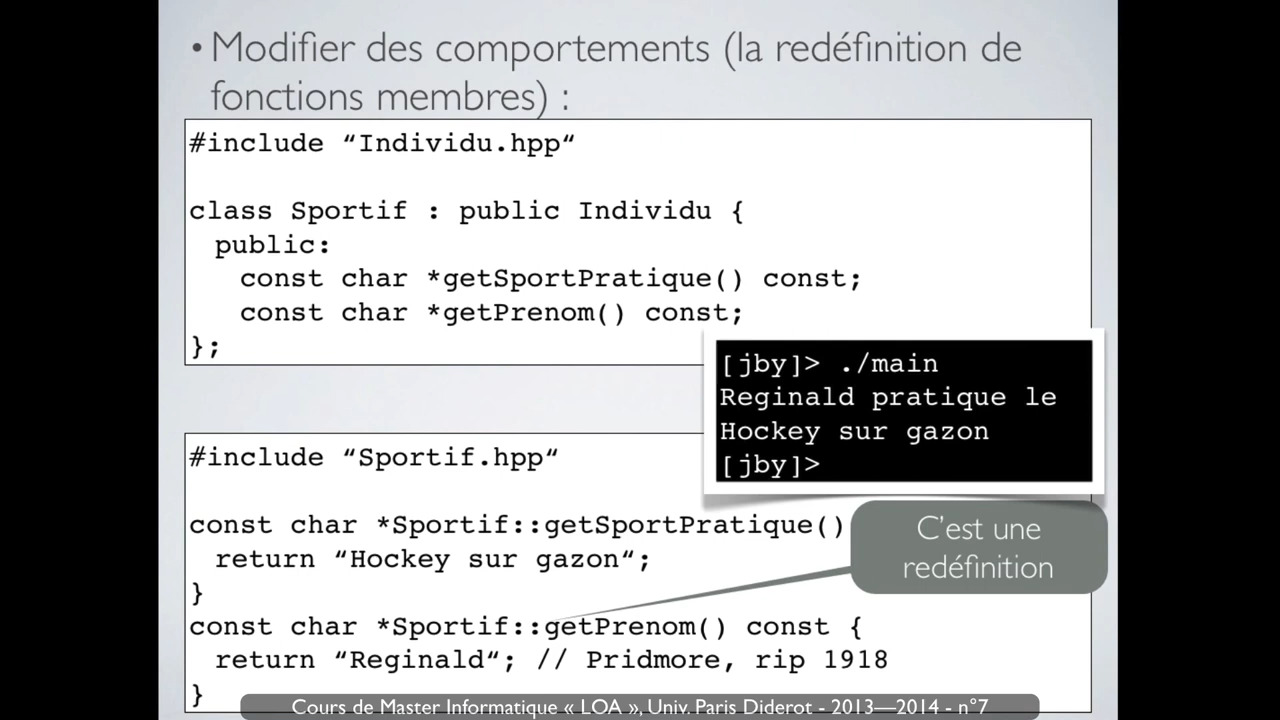 • Modifier des comportements (la redéfinition de
fonctions membres) :
#include “Individu.hpp“
class Sportif : public Individu {
public:
const char *getSportPratique() const;
const char *getPrenom() const;
};
[jby]> ./main
Reginald pratique le
Hockey sur gazon
[jby]>
#include “Sportif.hpp“
const char *Sportif::getSportPratique()
return “Hockey sur gazon“;
}
const char *Sportif::getPrenom() const {
return “Reginald“; // Pridmore, rip 1918
}
C’est une
redéfinition
Cours de Master Informatique « LOA », Univ. Paris Diderot - 2013—2014 - n°7